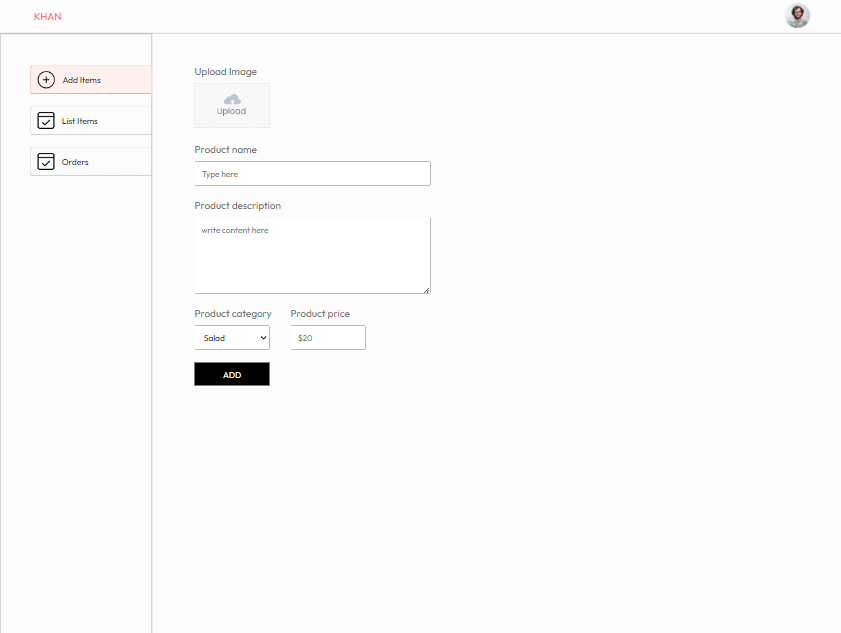 KHAN
Add Items
List Items
Orders
Upload Image
Upload
Product name
Type here
Product description
write content here
Product category
Product price
Salad
$20
ADD